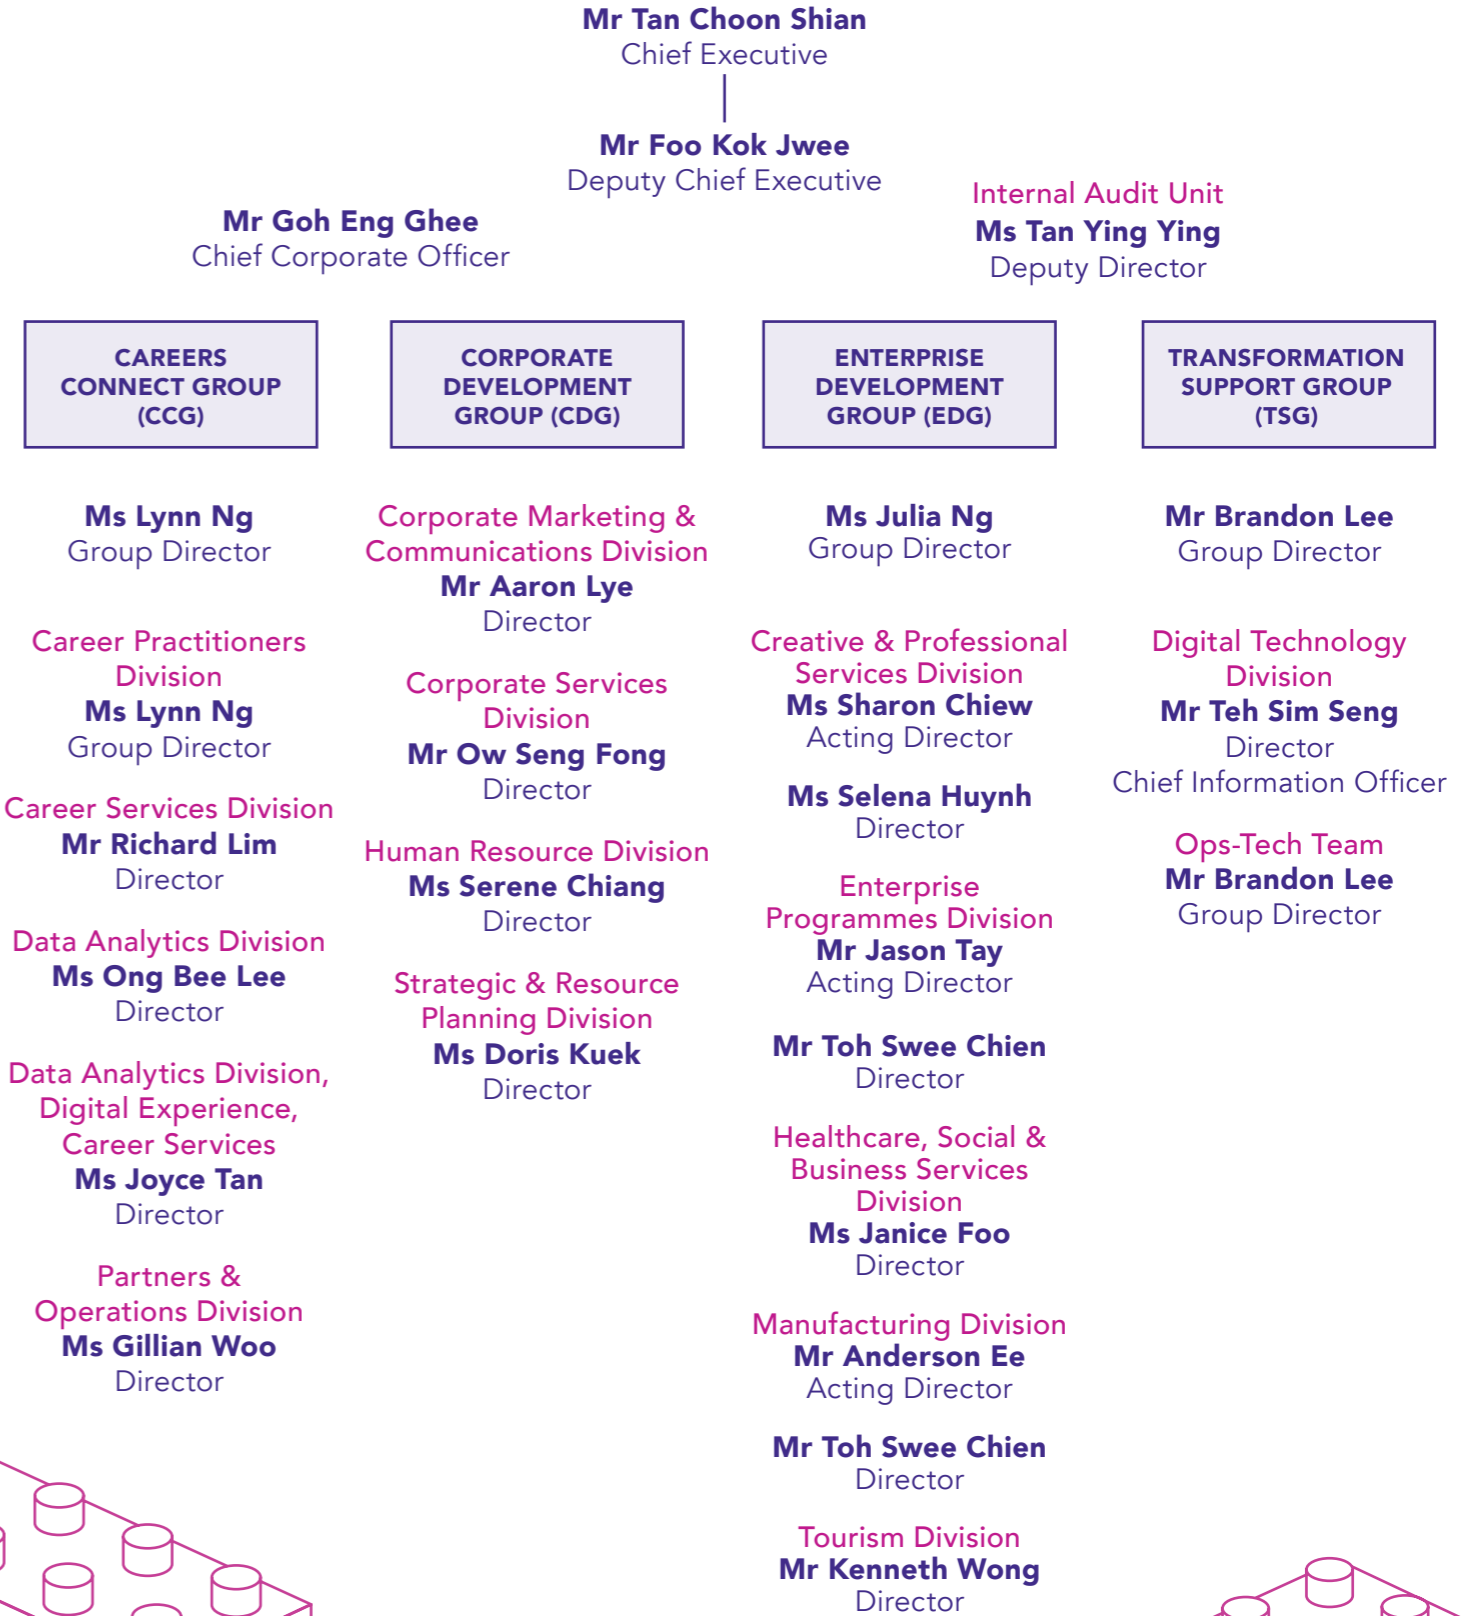 Mr Tan Choon Shian
Chief Executive
Mr Foo Kok Jwee
Deputy Chief Executive
Mr Goh Eng Ghee
Chief Corporate Officer
Internal Audit Unit
Ms Tan Ying Ying
Deputy Director
CAREERS
CONNECT GROUP
(CCG)
Ms Lynn Ng
Group Director
Career Practitioners
Division
Ms Lynn Ng
Group Director
Career Services Division
Mr Richard Lim
Director
Data Analytics Division
Ms Ong Bee Lee
Director
Data Analytics Division,
Digital Experience,
Career Services
Ms Joyce Tan
Director
Partners &
Operations Division
Ms Gillian Woo
Director
CORPORATE
DEVELOPMENT
GROUP (CDG)
Corporate Marketing &
Communications Division
Mr Aaron Lye
Director
Corporate Services
Division
Mr Ow Seng Fong
Director
Human Resource Division
Ms Serene Chiang
Director
Strategic & Resource
Planning Division
Ms Doris Kuek
Director
ENTERPRISE
DEVELOPMENT
GROUP (EDG)
Ms Julia Ng
Group Director
Creative & Professional
Services Division
Ms Sharon Chiew
Acting Director
Ms Selena Huynh
Director
Enterprise
Programmes Division
Mr Jason Tay
Acting Director
Mr Toh Swee Chien
Director
Healthcare, Social &
Business Services
Division
Ms Janice Foo
Director
Manufacturing Division
Mr Anderson Ee
Acting Director
Mr Toh Swee Chien
Director
Tourism Division
Mr Kenneth Wong
Director
TRANSFORMATION
SUPPORT GROUP
(TSG)
Mr Brandon Lee
Group Director
Digital Technology
Division
Mr Teh Sim Seng
Director
Chief Information Officer
Ops-Tech Team
Mr Brandon Lee
Group Director